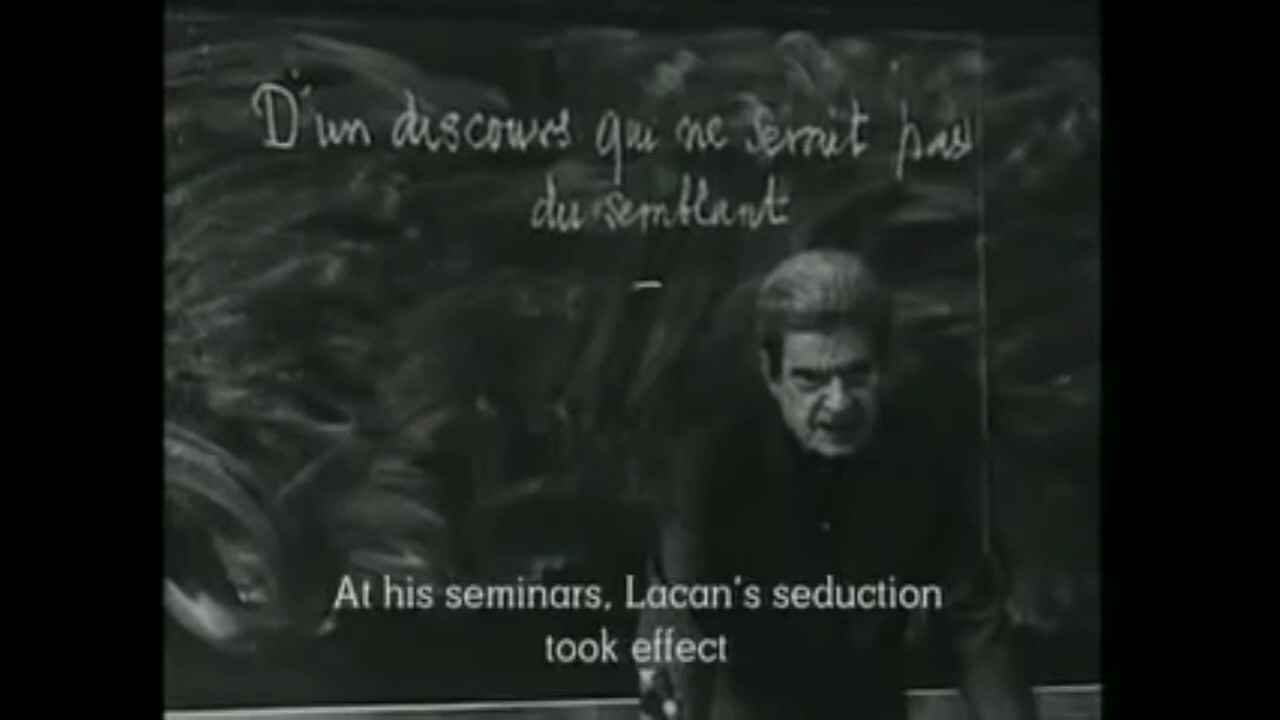 D'un discours qui ne serait pas
du semblant
At his seminars, Lacan's seduction
took effect